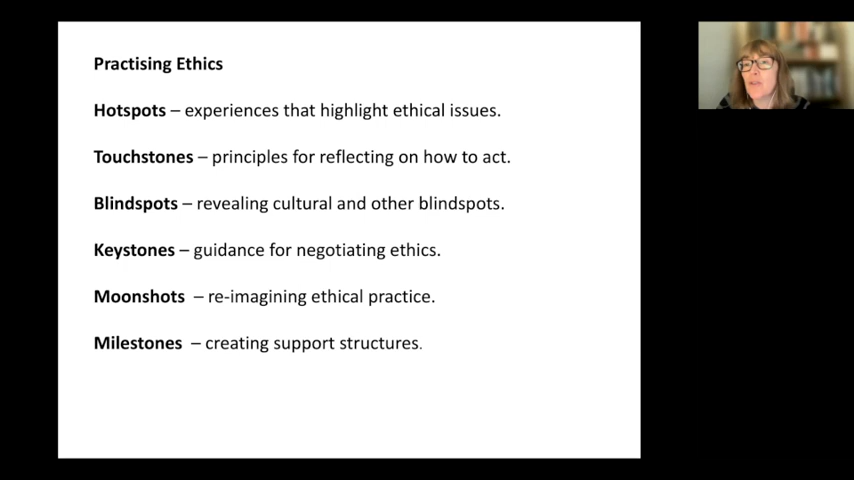 Practising Ethics
Hotspots – experiences that highlight ethical issues.
Touchstones – principles for reflecting on how to act.
Blindspots – revealing cultural and other blindspots.
Keystones – guidance for negotiating ethics.
Moonshots – re-imagining ethical practice.
Milestones – creating support structures.